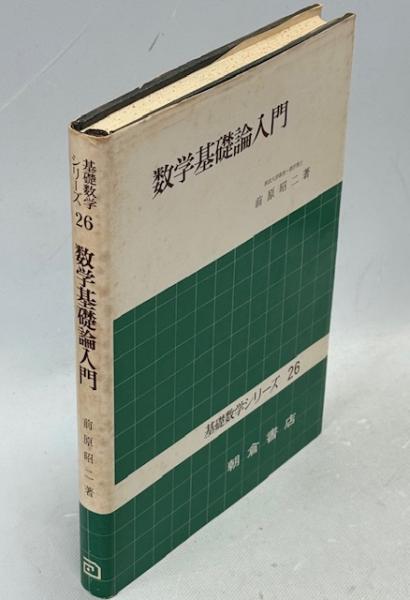 基礎数学
シリーズ 26
数学基礎論入門
前原昭二著
数学基礎論入門
前原昭二著
基礎数学シリーズ 26
朝倉書店